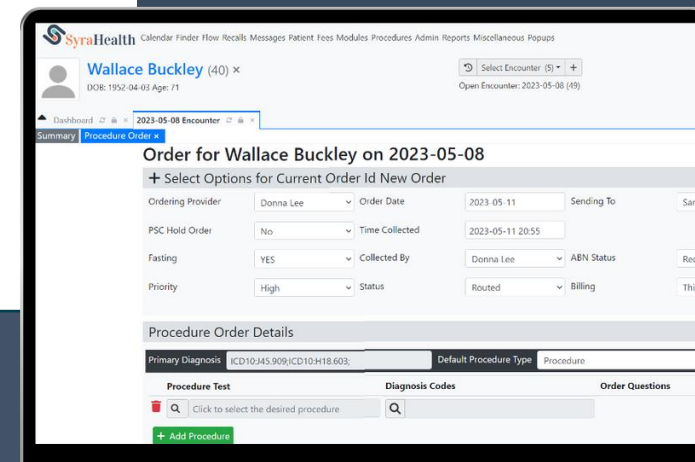 SyraHealth Calendar Finder Flow Recalls Messages Patient Fees Modules Procedures Admin Reports Miscellaneous Popups
Wallace Buckley (40) ×
Select Encounter (5) +
DOB: 1952-04-03 Age: 71
Open Encounter: 2023-05-08 (49)
Dashboard × 2023-05-08 Encounter ×
Summary Procedure Order ×
Order for Wallace Buckley on 2023-05-08
+ Select Options for Current Order Id New Order
Ordering Provider Donna Lee Order Date 2023-05-11 Sending To
PSC Hold Order No Time Collected 2023-05-11 20:55
Fasting YES Collected By Donna Lee ABN Status
Priority High Status Routed Billing
Procedure Order Details
Primary Diagnosis ICD10:J45.909;ICD10:H18.603; Default Procedure Type Procedure
Procedure Test Diagnosis Codes Order Questions
Click to select the desired procedure
+ Add Procedure